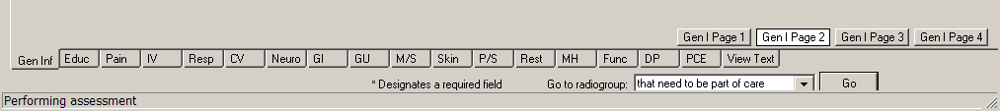 Gen I Page 1 Gen I Page 2 Gen I Page 3 Gen I Page 4
Gen Inf Educ Pain IV Resp CV Neuro GI GU M/S Skin P/S Rest MH Func DP PCE View Text
* Designates a required field Go to radiogroup: that need to be part of care Go
Performing assessment